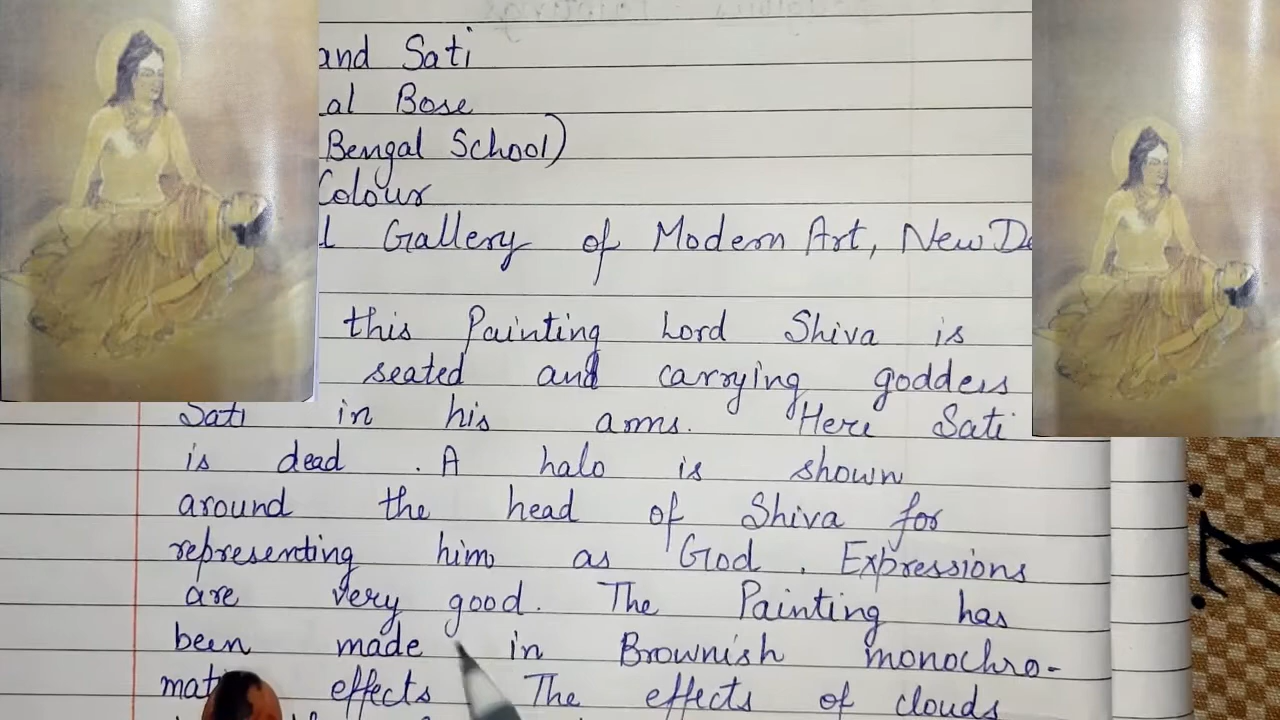 and Sati
al Bose
Bengal School)
Colour
l Gallery of Modern Art, New De
this Painting Lord Shiva is
seated and carrying goddess
Sati in his arms. Here Sati
is dead . A halo is shown
around the head of Shiva for
representing him as God . Expressions
are very good. The Painting has
been made in Brownish monochro-
mati effects The effects of clouds